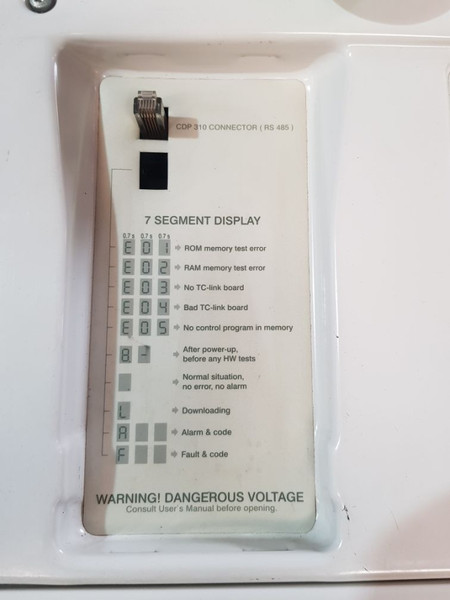 CDP 310 CONNECTOR ( RS 485 )
7 SEGMENT DISPLAY
0.7 s 0.7 s 0.7 s
E 0 1 ROM memory test error
E 0 2 RAM memory test error
E 0 3 No TC-link board
E 0 4 Bad TC-link board
E 0 5 No control program in memory
8 - After power-up,
before any HW tests
Normal situation,
no error, no alarm
L Downloading
A Alarm & code
F Fault & code
WARNING! DANGEROUS VOLTAGE
Consult User's Manual before opening.